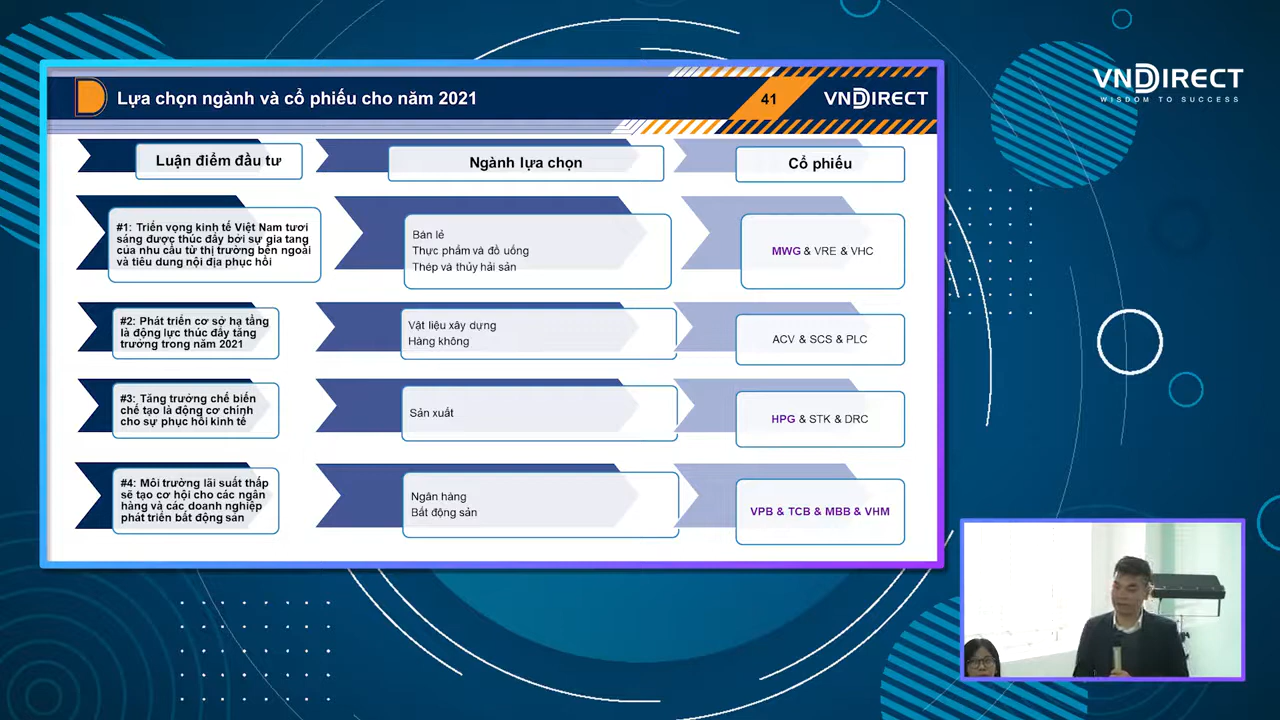 Lựa chọn ngành và cổ phiếu cho năm 2021
41
VNDIRECT
VNDIRECT
WISDOM TO SUCCESS
Luận điểm đầu tư
Ngành lựa chọn
Cổ phiếu
#1: Triển vọng kinh tế Việt Nam tươi
sáng được thúc đẩy bởi sự gia tang
của nhu cầu từ thị trường bên ngoài
và tiêu dung nội địa phục hồi
Bán lẻ
Thực phẩm và đồ uống
Thép và thủy hải sản
MWG & VRE & VHC
#2: Phát triển cơ sở hạ tầng
là động lực thúc đẩy tăng
trưởng trong năm 2021
Vật liệu xây dựng
Hàng không
ACV & SCS & PLC
#3: Tăng trưởng chế biến
chế tạo là động cơ chính
cho sự phục hồi kinh tế
Sản xuất
HPG & STK & DRC
#4: Môi trường lãi suất thấp
sẽ tạo cơ hội cho các ngân
hàng và các doanh nghiệp
phát triển bất động sản
Ngân hàng
Bất động sản
VPB & TCB & MBB & VHM